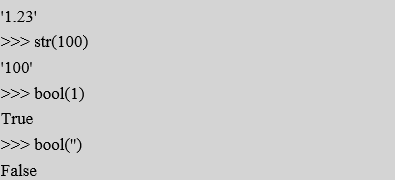 '1.23'
>>> str(100)
'100'
>>> bool(1)
True
>>> bool('')
False